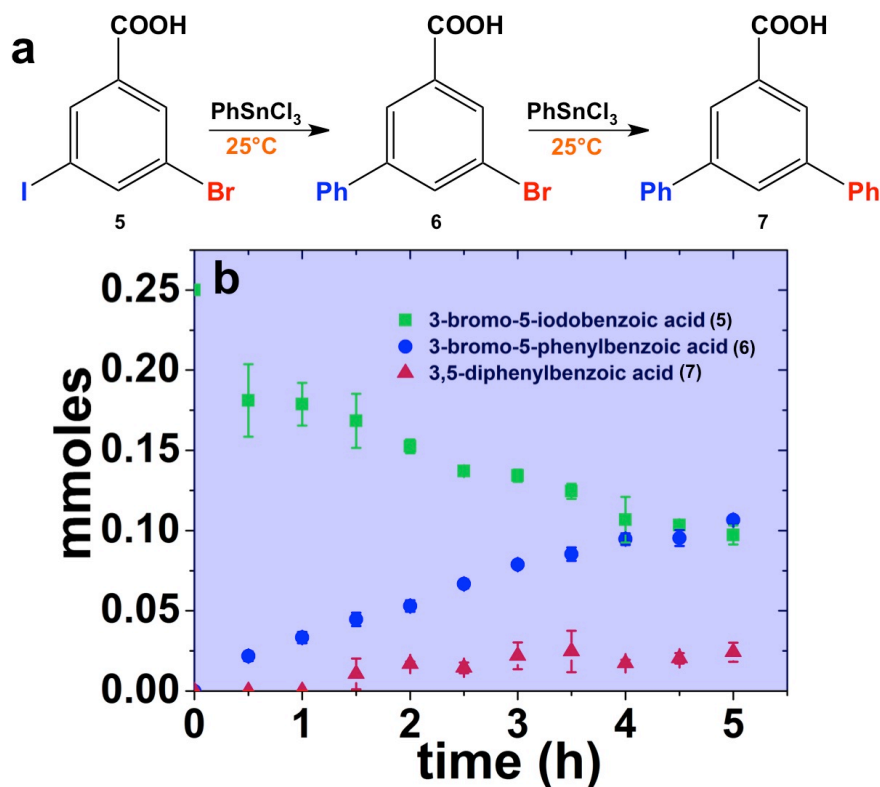 a
COOH COOH COOH
PhSnCl3 PhSnCl3
25°C 25°C
I Br Ph Br Ph Ph
5 6 7
b
0.25
0.20
0.15
0.10
0.05
0.00
mmoles
3-bromo-5-iodobenzoic acid (5)
3-bromo-5-phenylbenzoic acid (6)
3,5-diphenylbenzoic acid (7)
0 1 2 3 4 5
time (h)